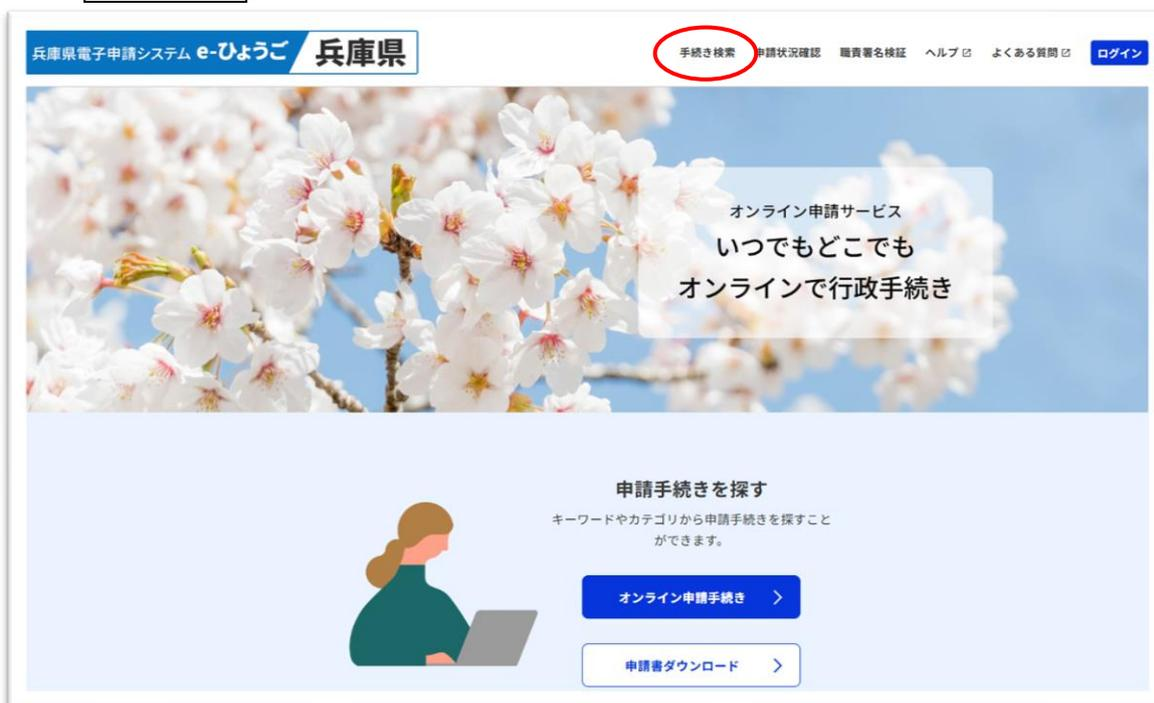 兵庫県電子申請システム e-ひょうご 兵庫県
手続き検索 申請状況確認 職責署名検証 ヘルプ よくある質問 ログイン
オンライン申請サービス
いつでもどこでも
オンラインで行政手続き
申請手続きを探す
キーワードやカテゴリから申請手続きを探すこと
ができます。
オンライン申請手続き
申請書ダウンロード